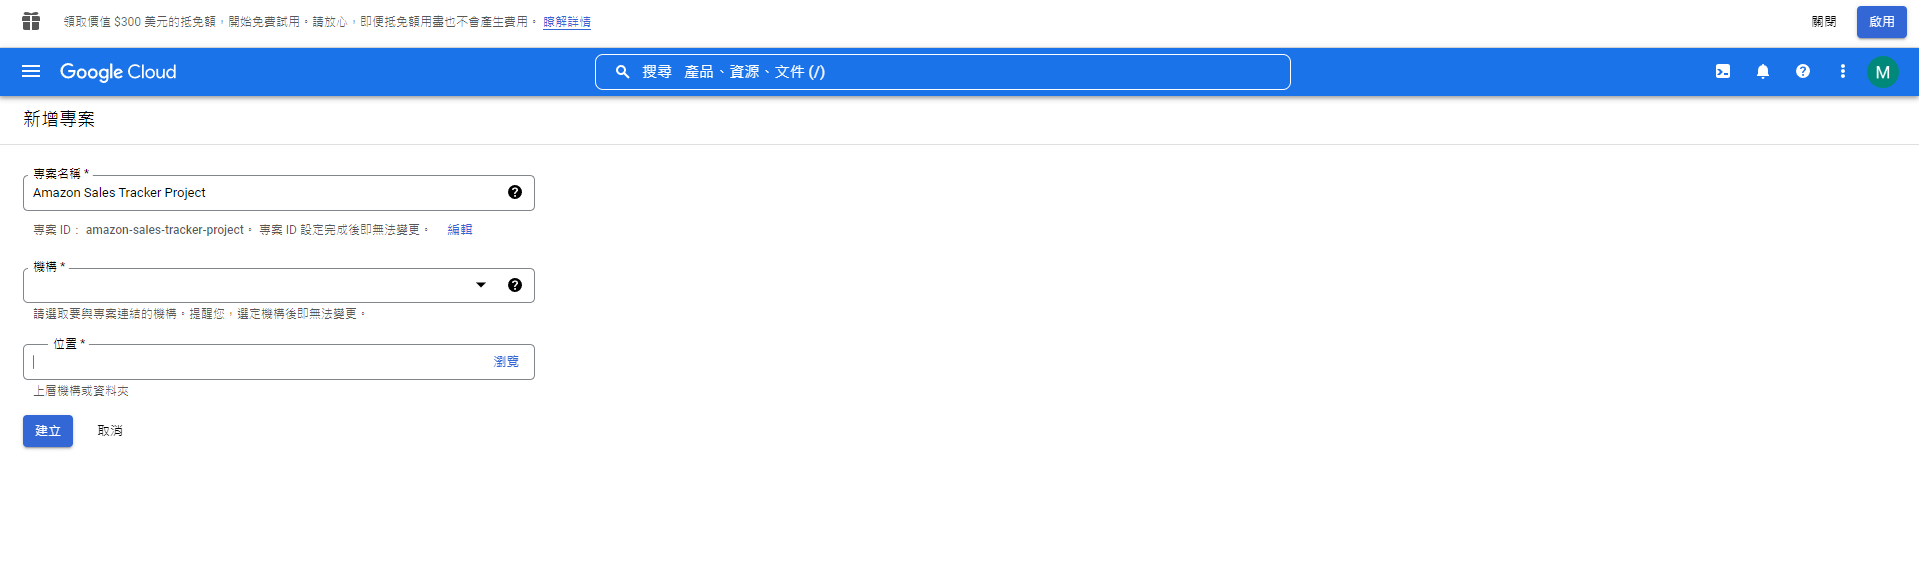 領取價值 $300 美元的抵免額，開始免費試用。請放心，即便抵免額用盡也不會產生費用。 瞭解詳情
關閉
啟用
Google Cloud
搜尋 產品、資源、文件 (/)
M
新增專案
專案名稱 *
Amazon Sales Tracker Project
專案 ID： amazon-sales-tracker-project。 專案 ID 設定完成後即無法變更。 編輯
機構 *
請選取要與專案連結的機構。提醒您，選定機構後即無法變更。
位置 *
瀏覽
上層機構或資料夾
建立
取消